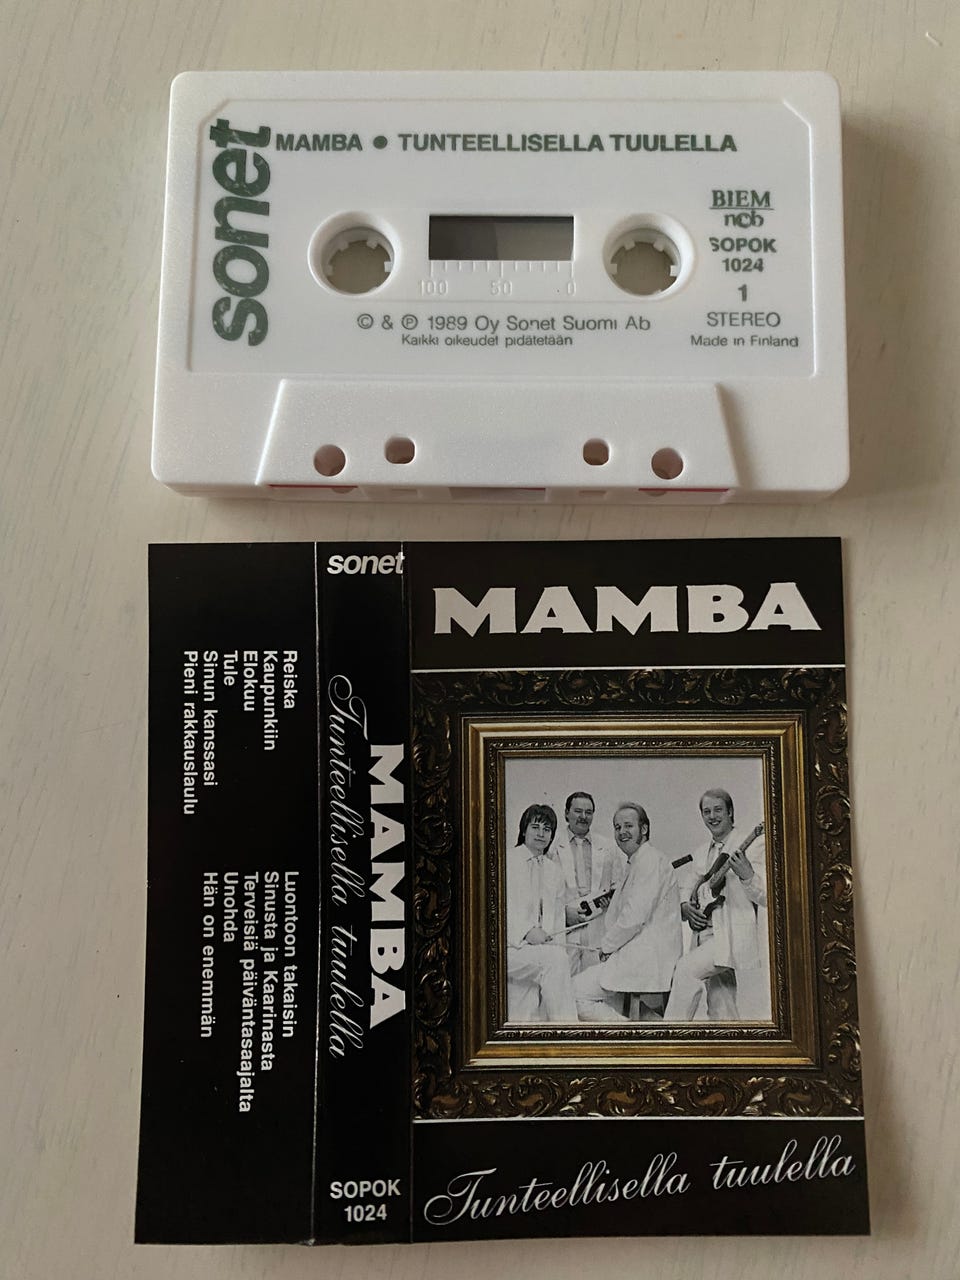 sonet
MAMBA ● TUNTEELLISELLA TUULELLA
BIEM
ncb
SOPOK
1024
1
STEREO
Made in Finland
100 50 0
© & ℗ 1989 Oy Sonet Suomi Ab
Kaikki oikeudet pidätetään
Reiska
Kaupunkiin
Elokuu
Tule
Sinun kanssasi
Pieni rakkauslaulu
Luontoon takaisin
Sinusta ja Kaarinasta
Terveisiä päiväntasaajalta
Unohda
Hän on enemmän
sonet
MAMBA
Tunteellisella tuulella
SOPOK
1024
MAMBA
Tunteellisella tuulella